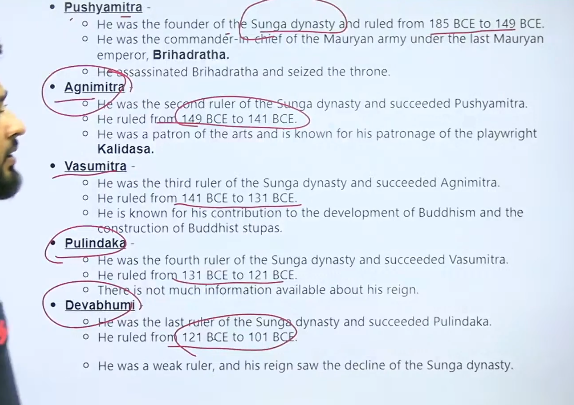 • Pushyamitra -
○ He was the founder of the Sunga dynasty and ruled from 185 BCE to 149 BCE.
○ He was the commander-in-chief of the Mauryan army under the last Mauryan
emperor, Brihadratha.
○ He assassinated Brihadratha and seized the throne.
• Agnimitra -
○ He was the second ruler of the Sunga dynasty and succeeded Pushyamitra.
○ He ruled from 149 BCE to 141 BCE.
○ He was a patron of the arts and is known for his patronage of the playwright
Kalidasa.
• Vasumitra -
○ He was the third ruler of the Sunga dynasty and succeeded Agnimitra.
○ He ruled from 141 BCE to 131 BCE.
○ He is known for his contribution to the development of Buddhism and the
construction of Buddhist stupas.
• Pulindaka -
○ He was the fourth ruler of the Sunga dynasty and succeeded Vasumitra.
○ He ruled from 131 BCE to 121 BCE.
○ There is not much information available about his reign.
• Devabhumi -
○ He was the last ruler of the Sunga dynasty and succeeded Pulindaka.
○ He ruled from 121 BCE to 101 BCE.
○ He was a weak ruler, and his reign saw the decline of the Sunga dynasty.